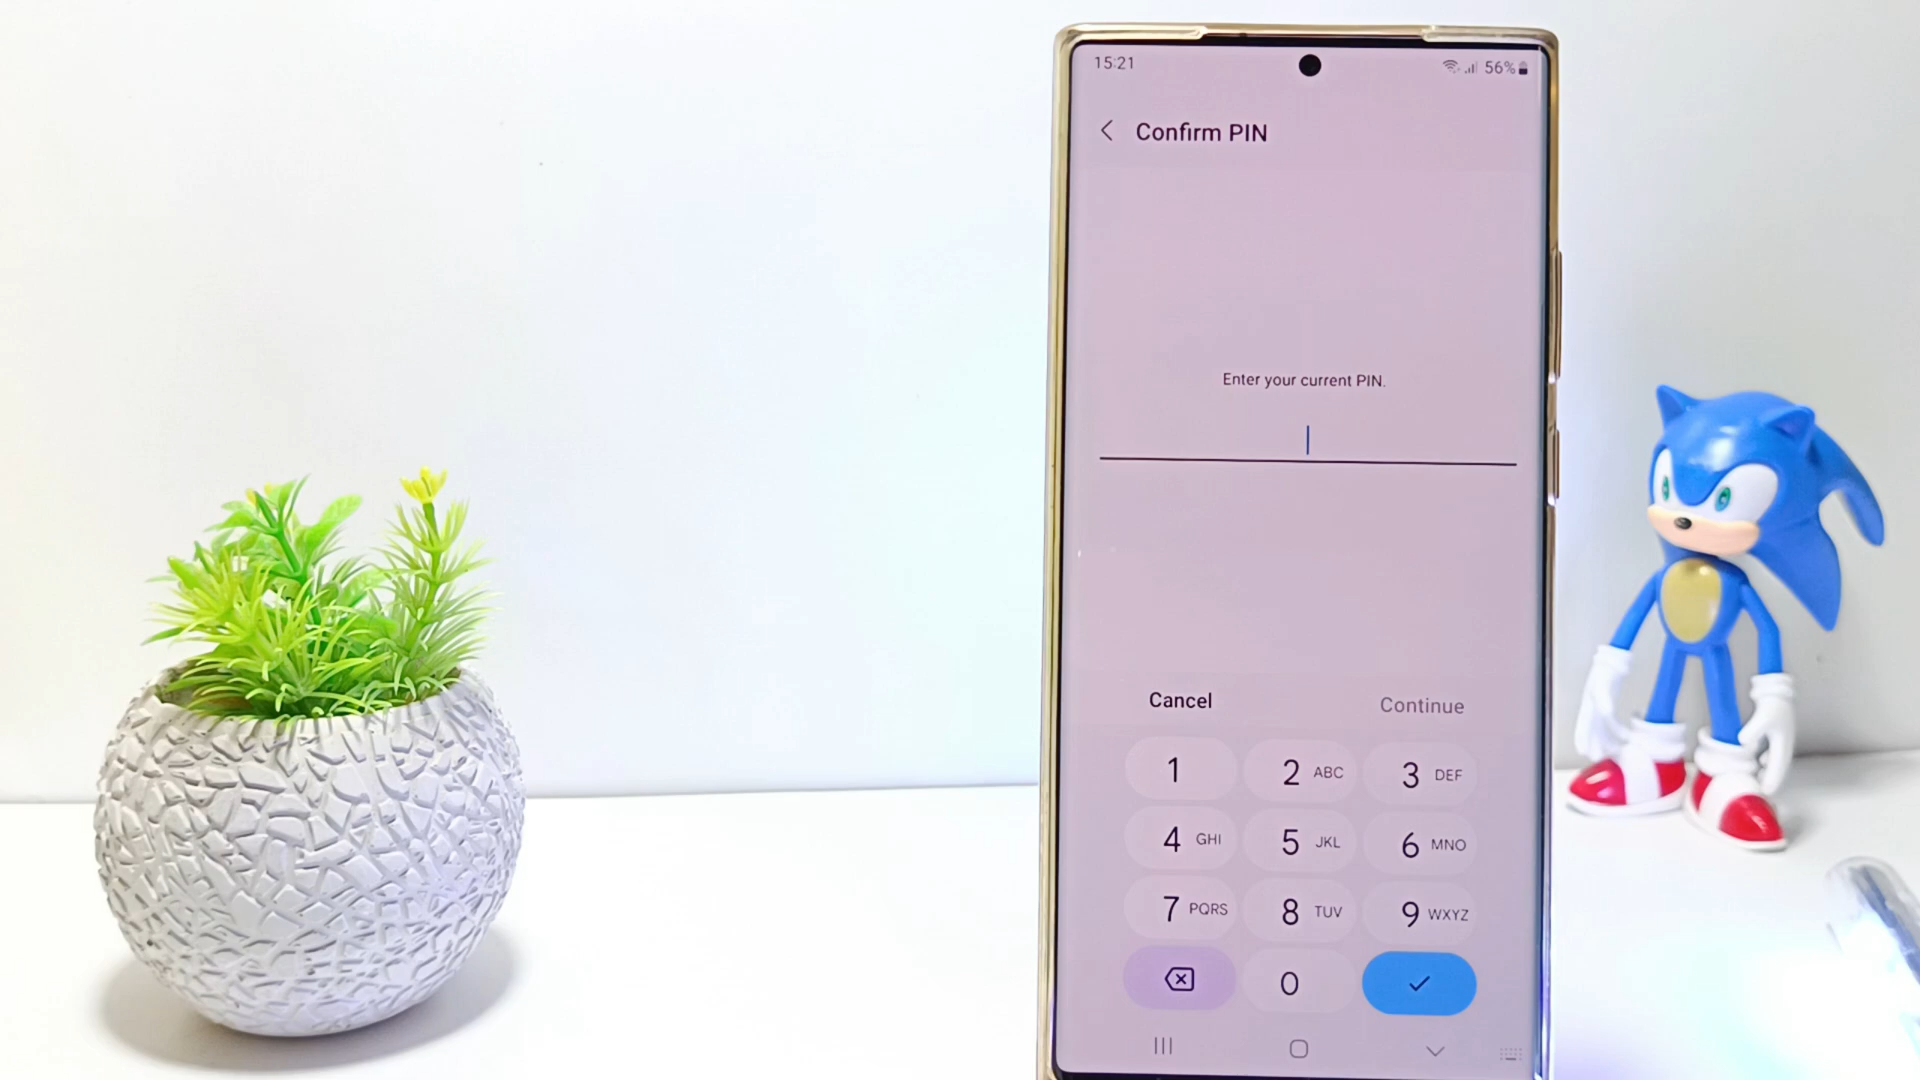 15:21
56%
Confirm PIN
Enter your current PIN.
Cancel
Continue
1
2 ABC
3 DEF
4 GHI
5 JKL
6 MNO
7 PQRS
8 TUV
9 WXYZ
0